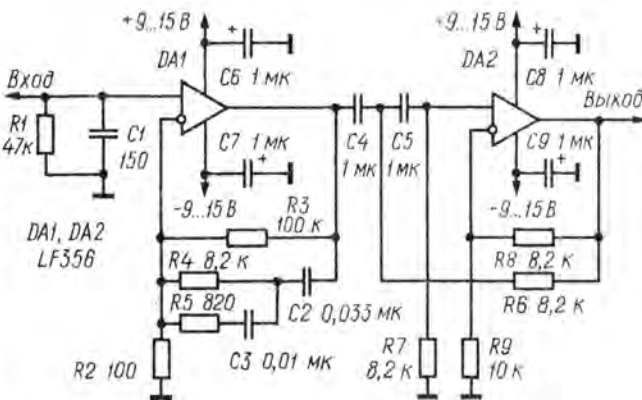 +9...15 В
+9...15 В
DA1
C6 1 мк
DA2
C8 1 мк
Вход
Выход
R1
47к
C1
150
C7 1 мк
C4
1 мк
C5
1 мк
C9 1 мк
-9...15 В
-9...15 В
DA1, DA2
LF356
R3
100 к
R4 8,2 к
R8 8,2 к
R5 820
C2 0,033 мк
R6 8,2 к
C3 0,01 мк
R2 100
R7
8,2 к
R9
10 к